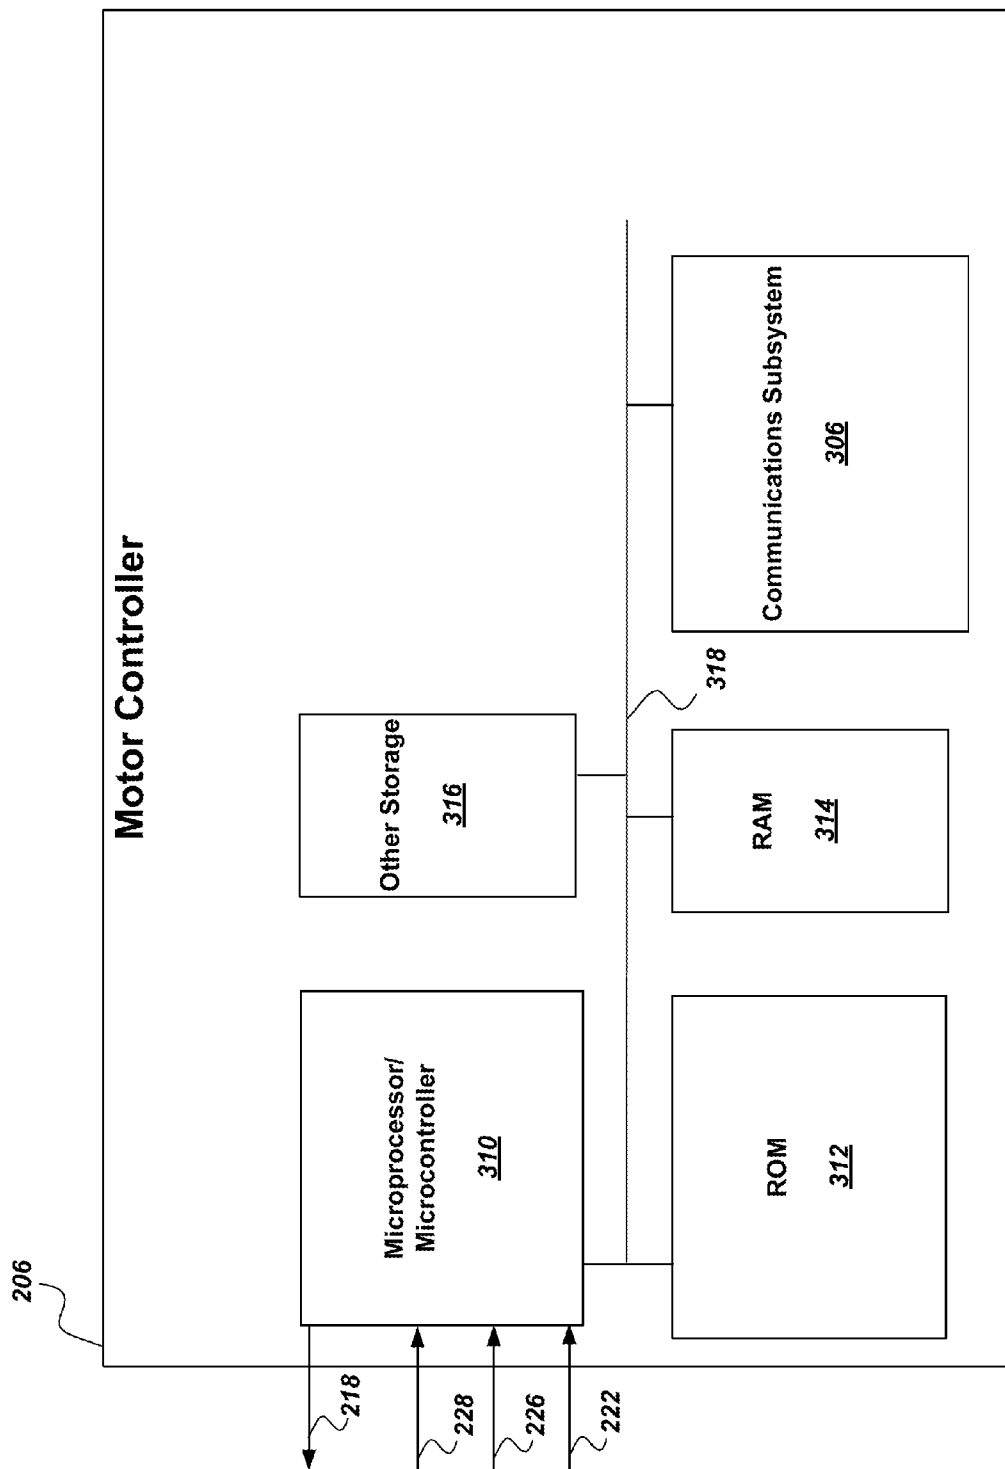 206
Motor Controller
218
228
226
222
Microprocessor/
Microcontroller
310
Other Storage
316
318
ROM
312
RAM
314
Communications Subsystem
306